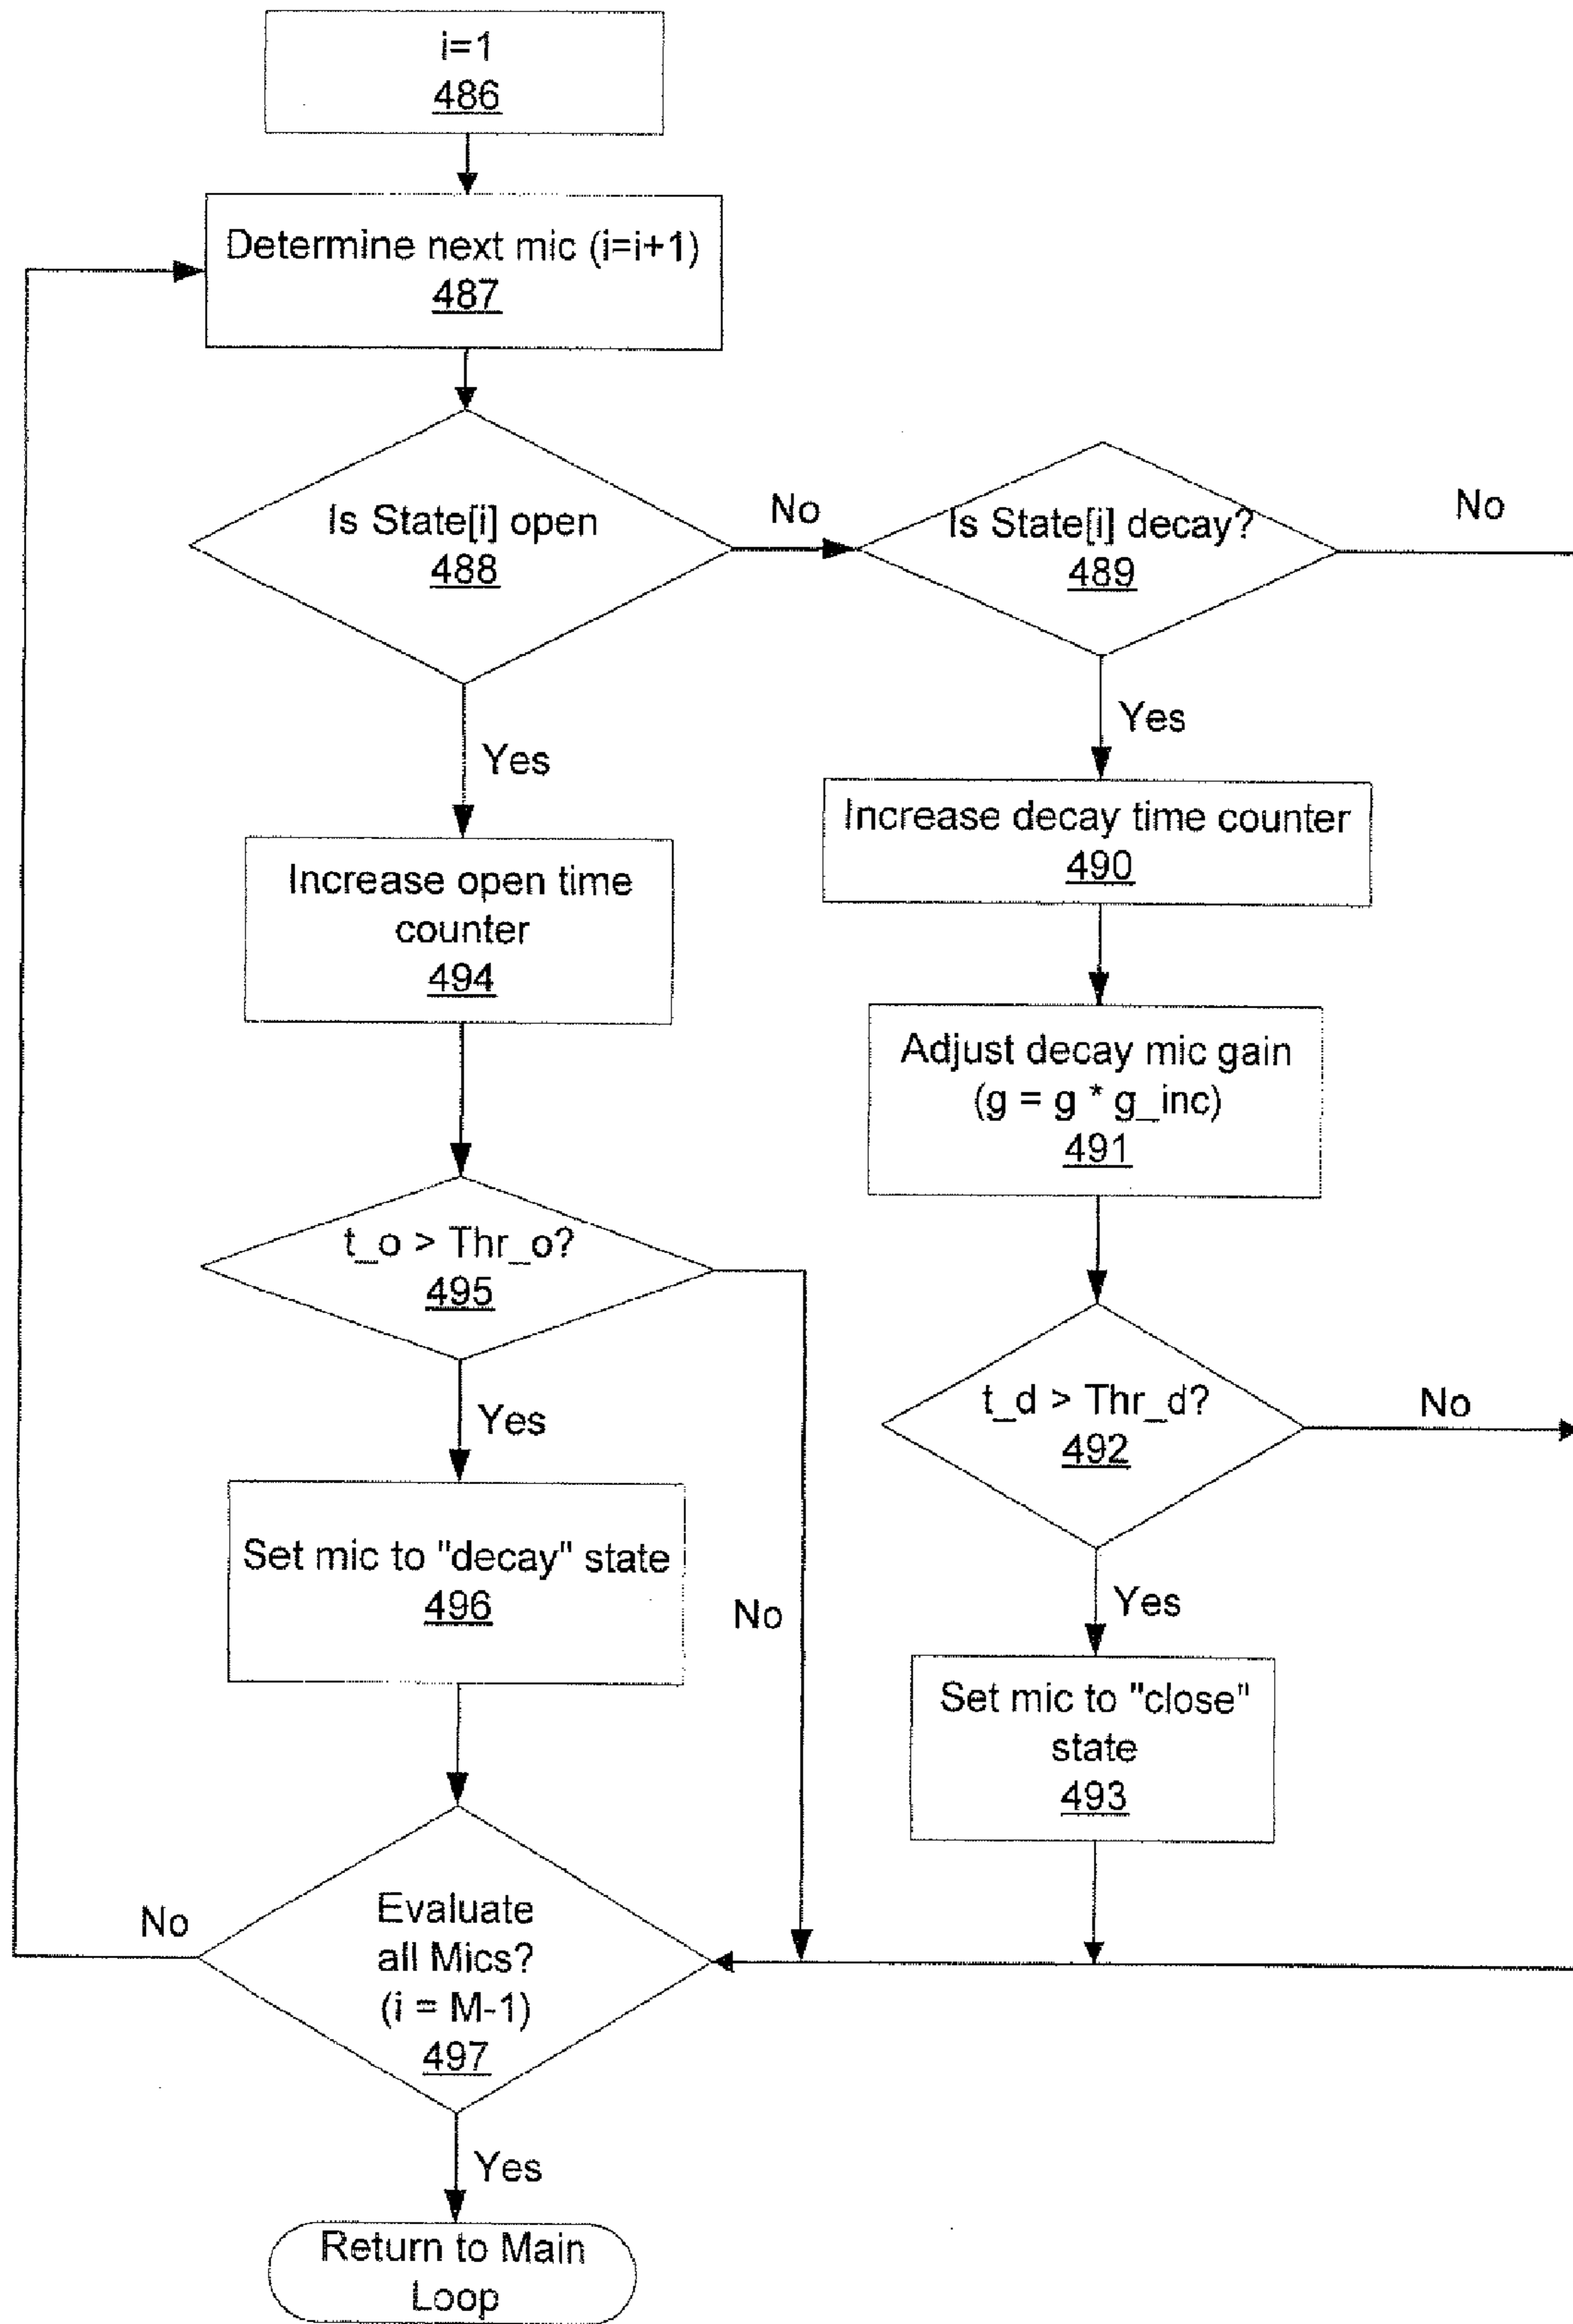 i=1
486
Determine next mic (i=i+1)
487
Is State[i] open
488
No
Is State[i] decay?
489
No
Yes
Yes
Increase decay time counter
490
Increase open time
counter
494
Adjust decay mic gain
(g = g * g_inc)
491
t_o > Thr_o?
495
t_d > Thr_d?
492
No
Yes
Set mic to "decay" state
496
No
Yes
Set mic to "close"
state
493
No
Evaluate
all Mics?
(i = M-1)
497
Yes
Return to Main
Loop